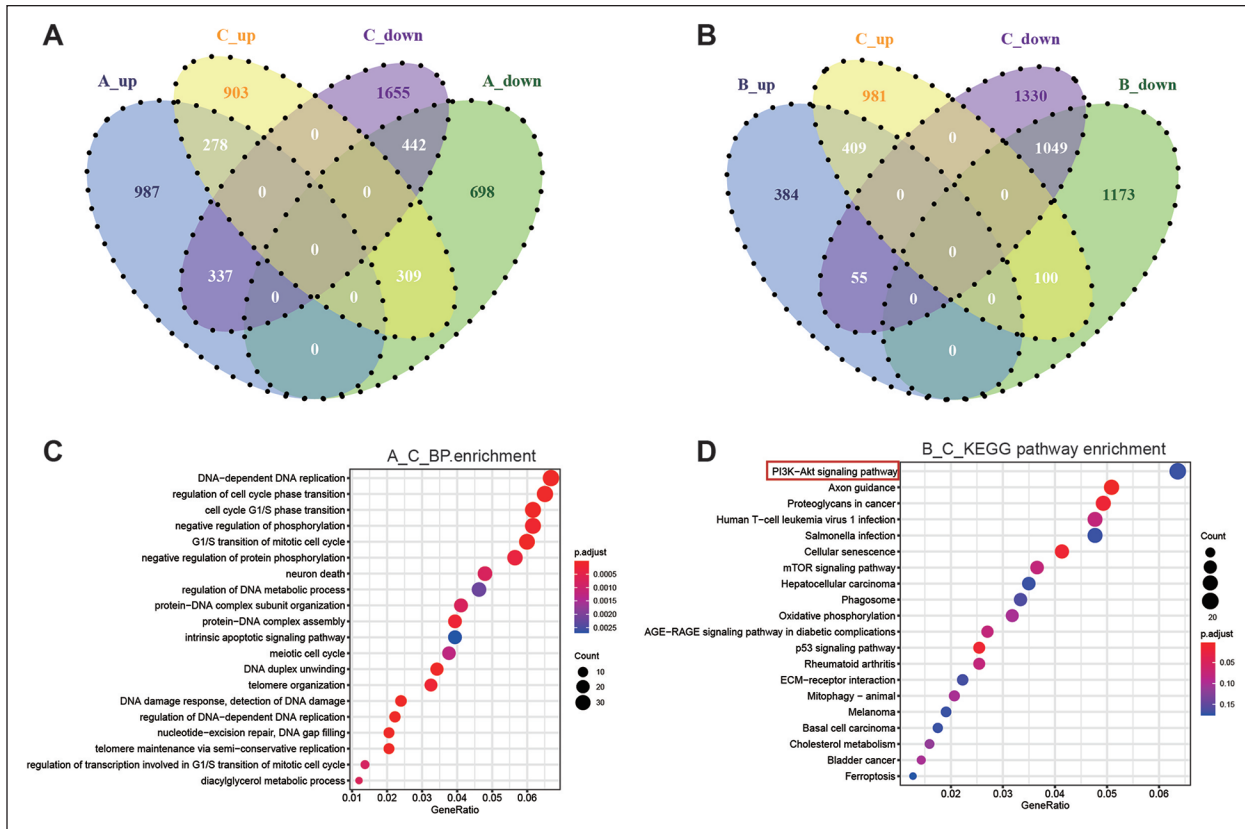 A
C_up
C_down
A_up
A_down
903
1655
0
278
442
987
0
0
698
0
337
309
0
0
0
B
C_up
C_down
B_up
B_down
981
1330
0
409
1049
384
0
0
1173
0
55
100
0
0
0
C
A_C_BP.enrichment
DNA−dependent DNA replication
regulation of cell cycle phase transition
cell cycle G1/S phase transition
negative regulation of phosphorylation
G1/S transition of mitotic cell cycle
negative regulation of protein phosphorylation
neuron death
regulation of DNA metabolic process
protein−DNA complex subunit organization
protein−DNA complex assembly
intrinsic apoptotic signaling pathway
meiotic cell cycle
DNA duplex unwinding
telomere organization
DNA damage response, detection of DNA damage
regulation of DNA−dependent DNA replication
nucleotide−excision repair, DNA gap filling
telomere maintenance via semi−conservative replication
regulation of transcription involved in G1/S transition of mitotic cell cycle
diacylglycerol metabolic process
0.01 0.02 0.03 0.04 0.05 0.06
GeneRatio
p.adjust
0.0005
0.0010
0.0015
0.0020
0.0025
Count
10
20
30
D
B_C_KEGG pathway enrichment
PI3K−Akt signaling pathway
Axon guidance
Proteoglycans in cancer
Human T−cell leukemia virus 1 infection
Salmonella infection
Cellular senescence
mTOR signaling pathway
Hepatocellular carcinoma
Phagosome
Oxidative phosphorylation
AGE−RAGE signaling pathway in diabetic complications
p53 signaling pathway
Rheumatoid arthritis
ECM−receptor interaction
Mitophagy − animal
Melanoma
Basal cell carcinoma
Cholesterol metabolism
Bladder cancer
Ferroptosis
0.02 0.03 0.04 0.05 0.06
GeneRatio
Count
20
p.adjust
0.05
0.10
0.15